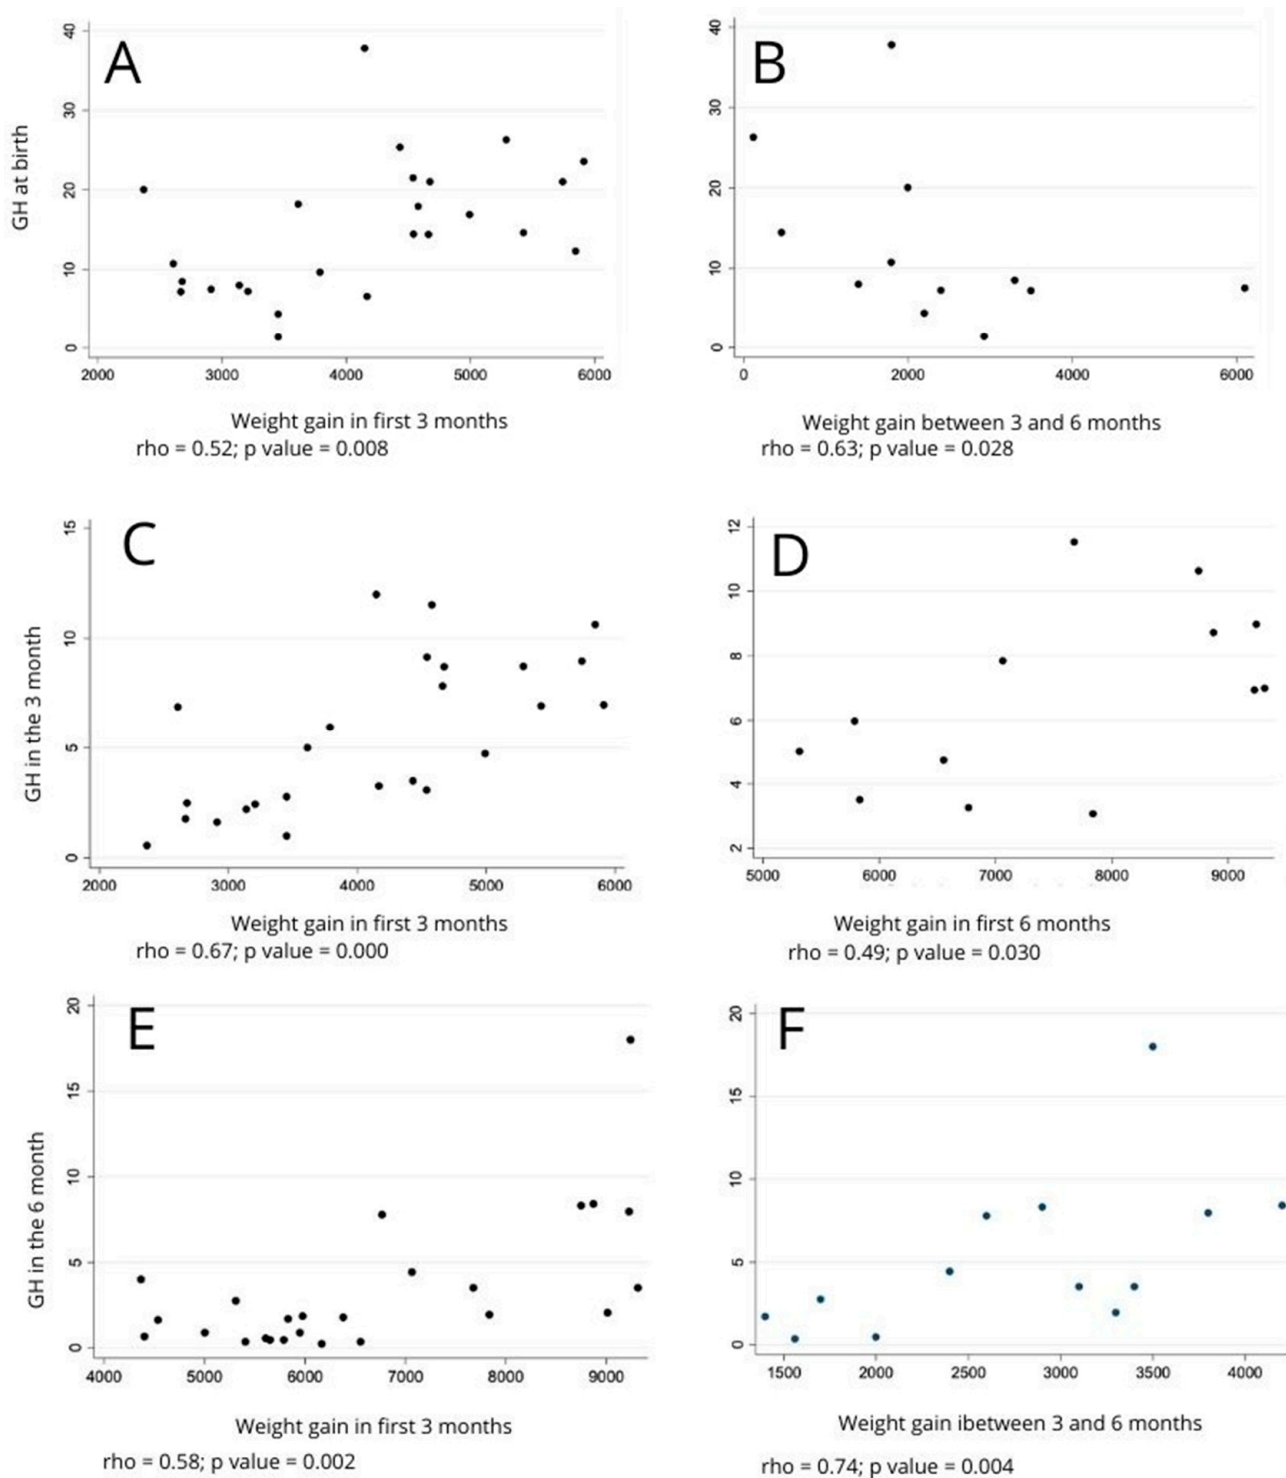 A
GH at birth
40
30
20
10
0
2000 3000 4000 5000 6000
Weight gain in first 3 months
rho = 0.52; p value = 0.008
B
40
30
20
10
0
0 2000 4000 6000
Weight gain between 3 and 6 months
rho = 0.63; p value = 0.028
C
GH in the 3 month
15
10
5
0
2000 3000 4000 5000 6000
Weight gain in first 3 months
rho = 0.67; p value = 0.000
D
12
10
8
6
4
2
5000 6000 7000 8000 9000
Weight gain in first 6 months
rho = 0.49; p value = 0.030
E
GH in the 6 month
20
15
10
5
0
4000 5000 6000 7000 8000 9000
Weight gain in first 3 months
rho = 0.58; p value = 0.002
F
20
15
10
5
0
1500 2000 2500 3000 3500 4000
Weight gain ibetween 3 and 6 months
rho = 0.74; p value = 0.004